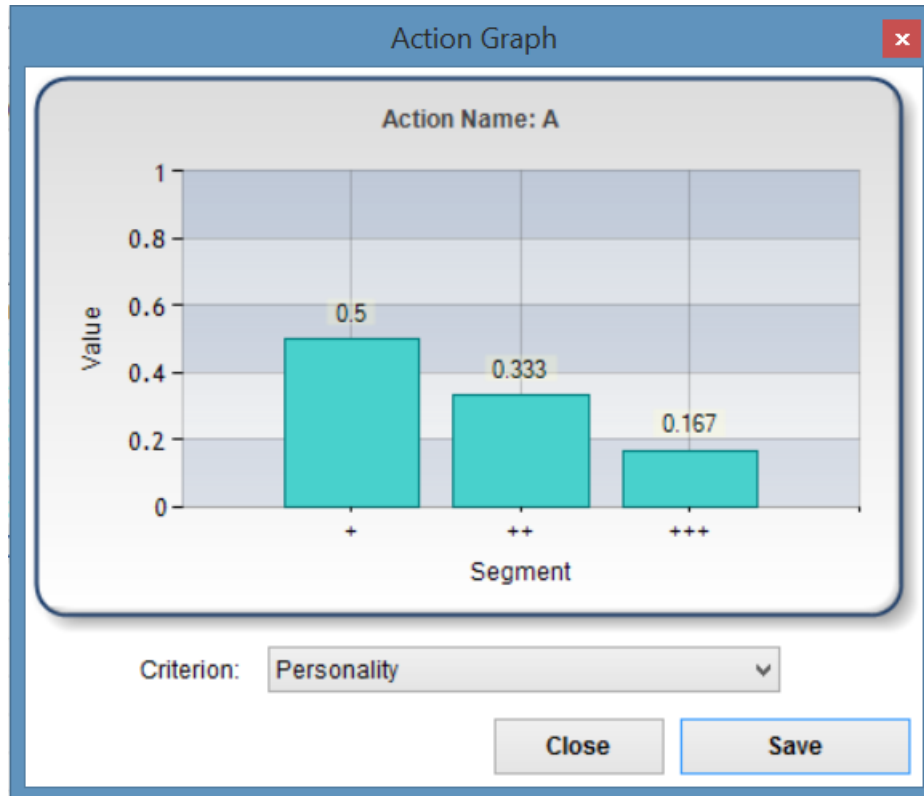 Action Graph
x
Action Name: A
1
0.8
0.6
0.4
0.2
0
Value
0.5
0.333
0.167
+ ++ +++
Segment
Criterion: Personality
Close Save